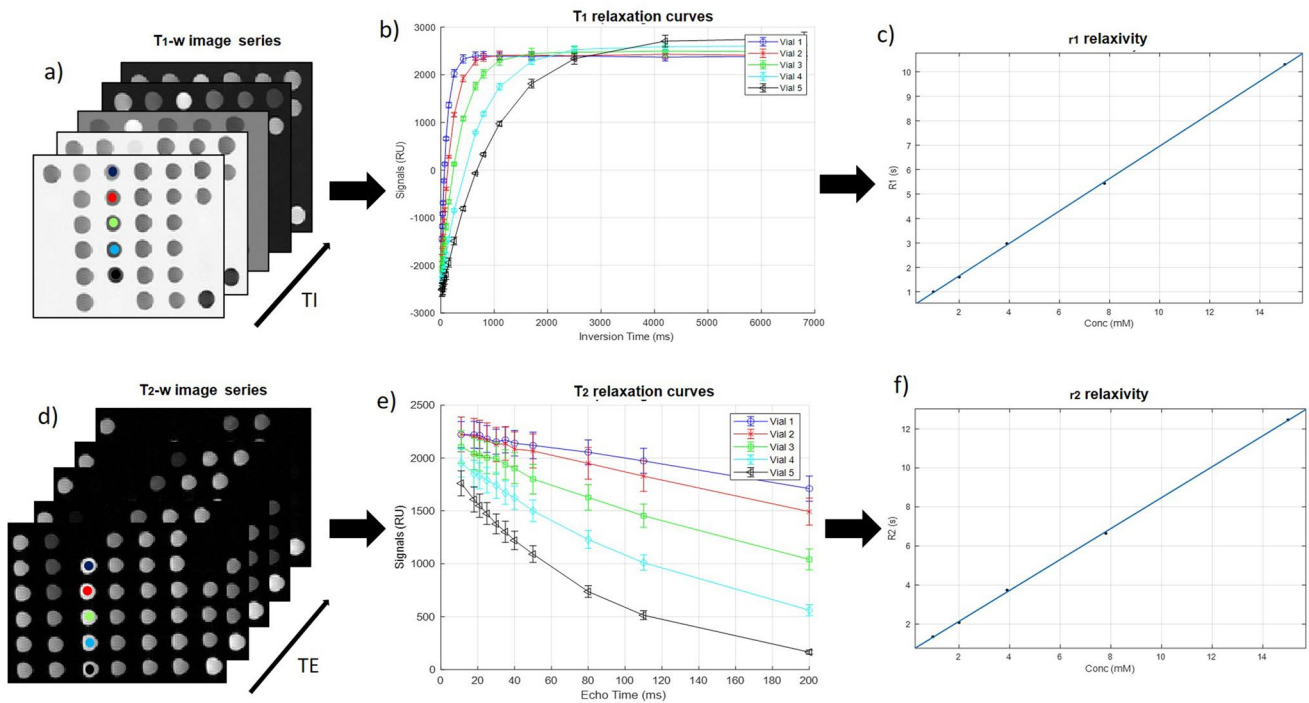 T1-w image series
a)
TI
b)
T1 relaxation curves
Signals (RU)
3000
2000
1000
0
-1000
-2000
-3000
0
1000
2000
3000
4000
5000
6000
7000
Inversion Time (ms)
Vial 1
Vial 2
Vial 3
Vial 4
Vial 5
c)
r1 relaxivity
R1 (s)
10
9
8
7
6
5
4
3
2
1
2
4
6
8
10
12
14
Conc (mM)
T2-w image series
d)
TE
e)
T2 relaxation curves
Signals (RU)
2500
2000
1500
1000
500
0
0
20
40
60
80
100
120
140
160
180
200
Echo Time (ms)
Vial 1
Vial 2
Vial 3
Vial 4
Vial 5
f)
r2 relaxivity
R2 (s)
12
10
8
6
4
2
2
4
6
8
10
12
14
Conc (mM)